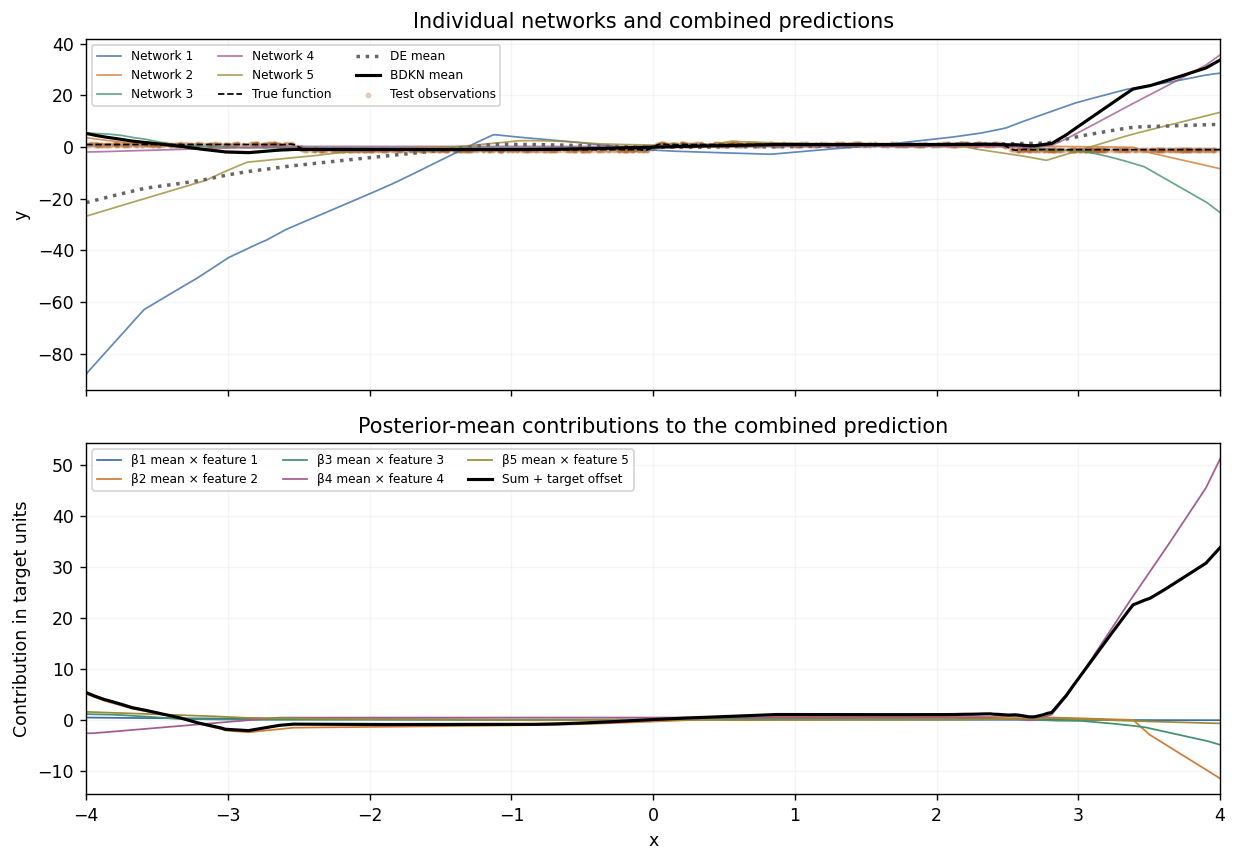 Individual networks and combined predictions
40
20
0
−20
−40
−60
−80
y
Network 1
Network 2
Network 3
Network 4
Network 5
True function
DE mean
BDKN mean
Test observations
Posterior-mean contributions to the combined prediction
50
40
30
20
10
0
−10
Contribution in target units
β1 mean × feature 1
β2 mean × feature 2
β3 mean × feature 3
β4 mean × feature 4
β5 mean × feature 5
Sum + target offset
−4 −3 −2 −1 0 1 2 3 4
x